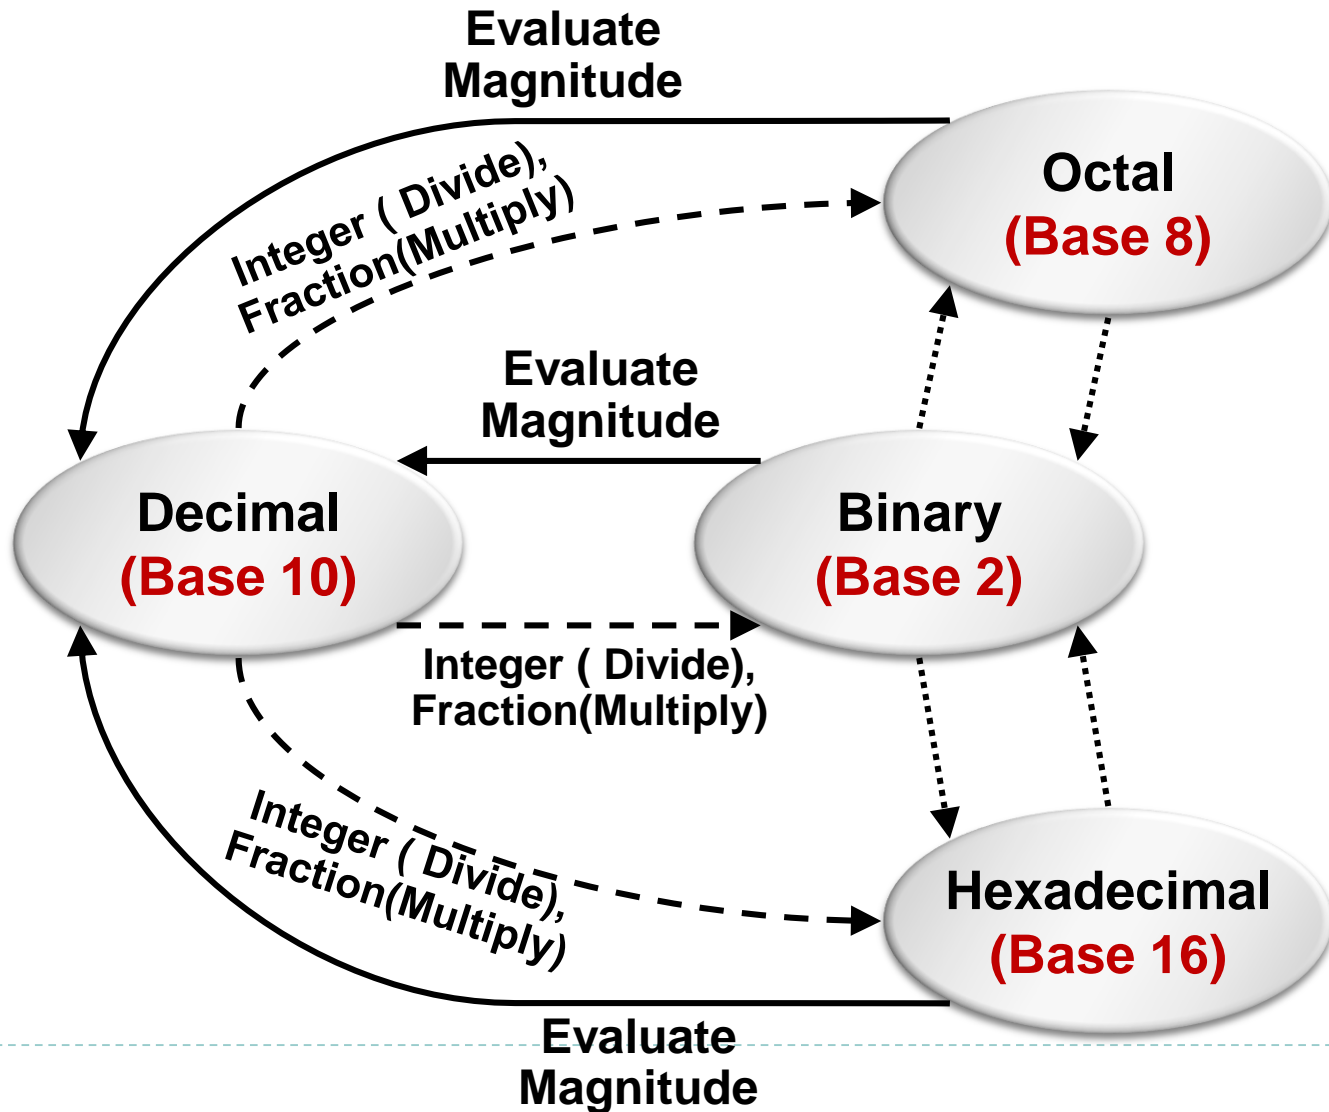 Evaluate
Magnitude
Octal
(Base 8)
Integer ( Divide),
Fraction(Multiply)
Evaluate
Magnitude
Decimal
(Base 10)
Binary
(Base 2)
Integer ( Divide),
Fraction(Multiply)
Integer ( Divide),
Fraction(Multiply)
Hexadecimal
(Base 16)
Evaluate
Magnitude